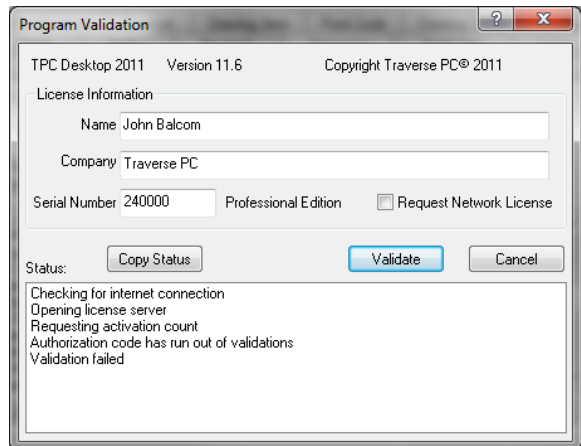 Program Validation
TPC Desktop 2011 Version 11.6 Copyright Traverse PC© 2011
License Information
Name John Balcom
Company Traverse PC
Serial Number 240000 Professional Edition Request Network License
Status: Copy Status Validate Cancel
Checking for internet connection
Opening license server
Requesting activation count
Authorization code has run out of validations
Validation failed